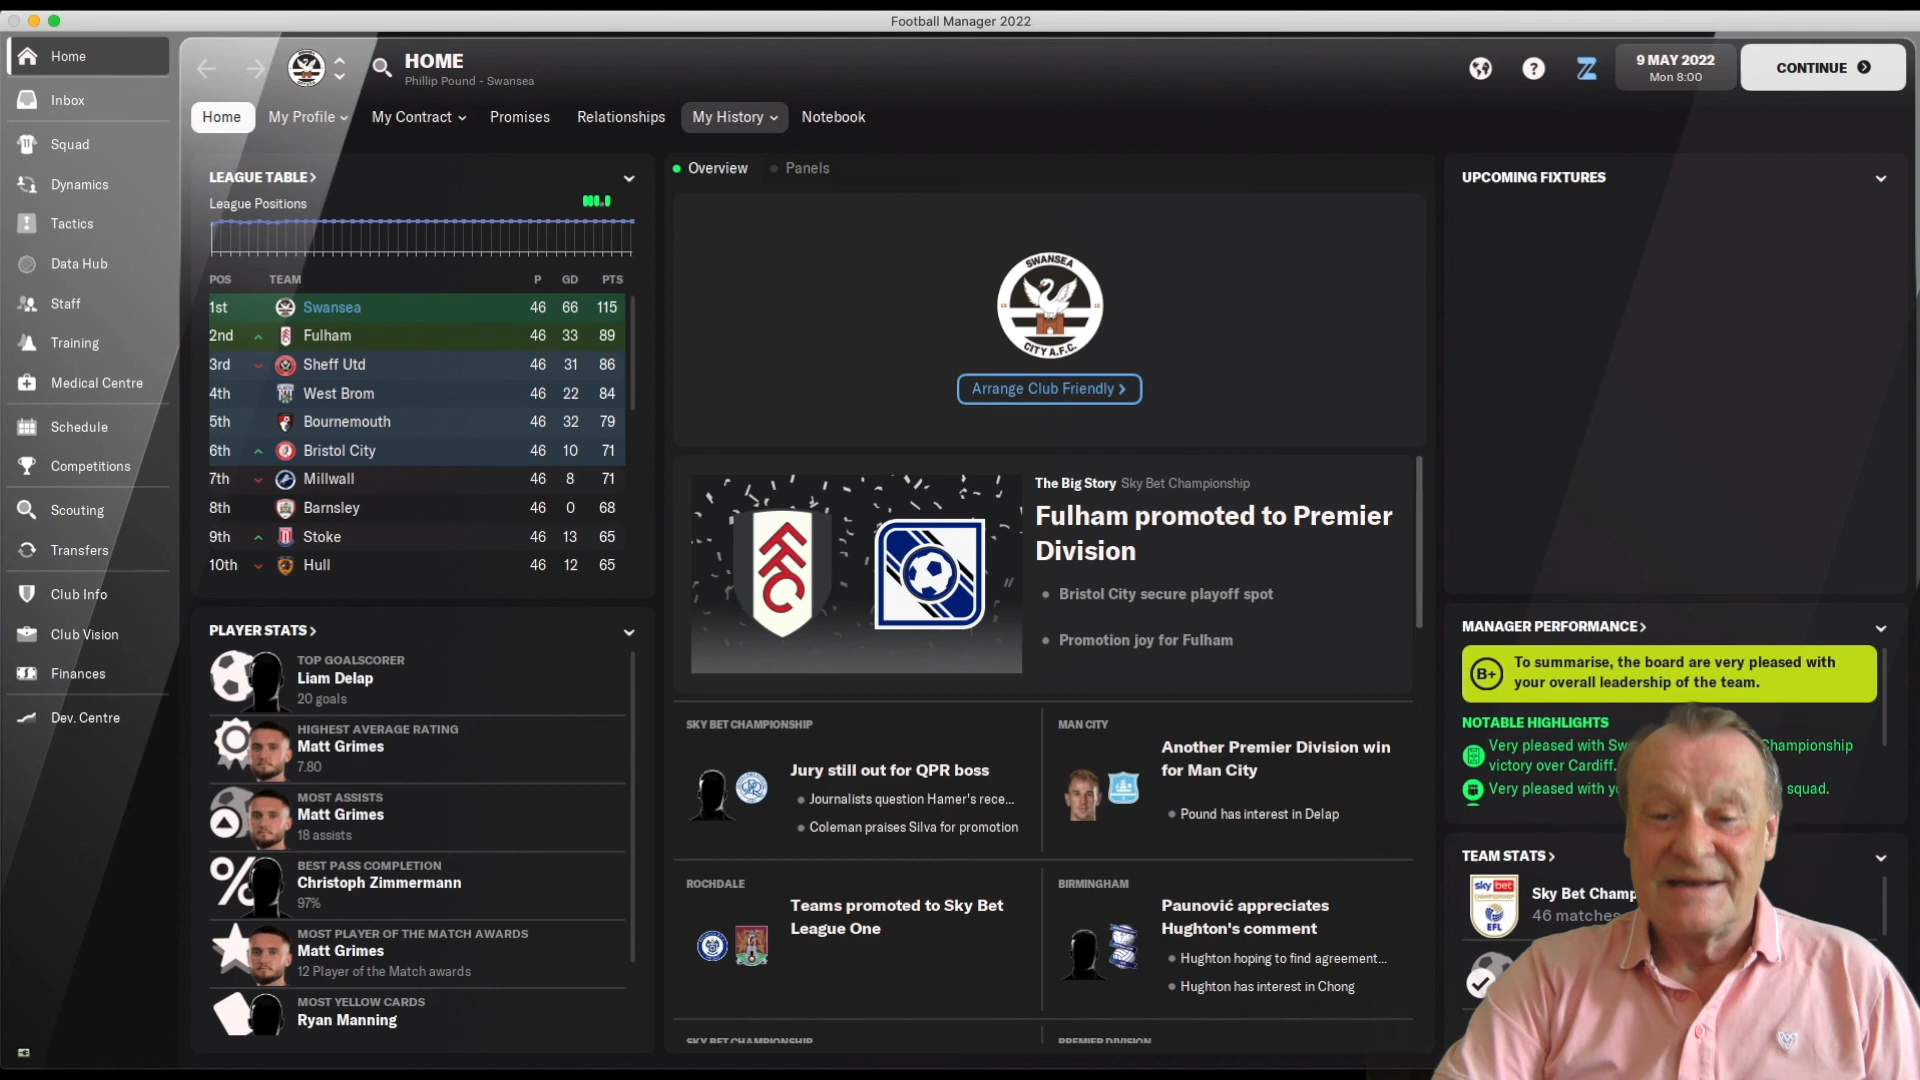 Football Manager 2022
Home
Inbox
Squad
Dynamics
Tactics
Data Hub
Staff
Training
Medical Centre
Schedule
Competitions
Scouting
Transfers
Club Info
Club Vision
Finances
Dev. Centre
HOME
Phillip Pound - Swansea
9 MAY 2022
Mon 8:00
CONTINUE
Home My Profile My Contract Promises Relationships My History Notebook
LEAGUE TABLE
League Positions
POS TEAM P GD PTS
1st Swansea 46 66 115
2nd Fulham 46 33 89
3rd Sheff Utd 46 31 86
4th West Brom 46 22 84
5th Bournemouth 46 32 79
6th Bristol City 46 10 71
7th Millwall 46 8 71
8th Barnsley 46 0 68
9th Stoke 46 13 65
10th Hull 46 12 65
PLAYER STATS
TOP GOALSCORER
Liam Delap
20 goals
HIGHEST AVERAGE RATING
Matt Grimes
7.80
MOST ASSISTS
Matt Grimes
18 assists
BEST PASS COMPLETION
Christoph Zimmermann
97%
MOST PLAYER OF THE MATCH AWARDS
Matt Grimes
12 Player of the Match awards
MOST YELLOW CARDS
Ryan Manning
Overview Panels
SWANSEA
CITY A.F.C.
Arrange Club Friendly
The Big Story Sky Bet Championship
Fulham promoted to Premier
Division
Bristol City secure playoff spot
Promotion joy for Fulham
FFC
SKY BET CHAMPIONSHIP
Jury still out for QPR boss
Journalists question Hamer's rece...
Coleman praises Silva for promotion
MAN CITY
Another Premier Division win
for Man City
Pound has interest in Delap
ROCHDALE
Teams promoted to Sky Bet
League One
BIRMINGHAM
Paunović appreciates
Hughton's comment
Hughton hoping to find agreement...
Hughton has interest in Chong
SKY BET CHAMPIONSHIP
PREMIER DIVISION
UPCOMING FIXTURES
MANAGER PERFORMANCE
B+
To summarise, the board are very pleased with
your overall leadership of the team.
NOTABLE HIGHLIGHTS
Very pleased with Sw Championship
victory over Cardiff.
Very pleased with yo squad.
TEAM STATS
sky bet
CHAMPIONSHIP
EFL
Sky Bet Champ
46 matches